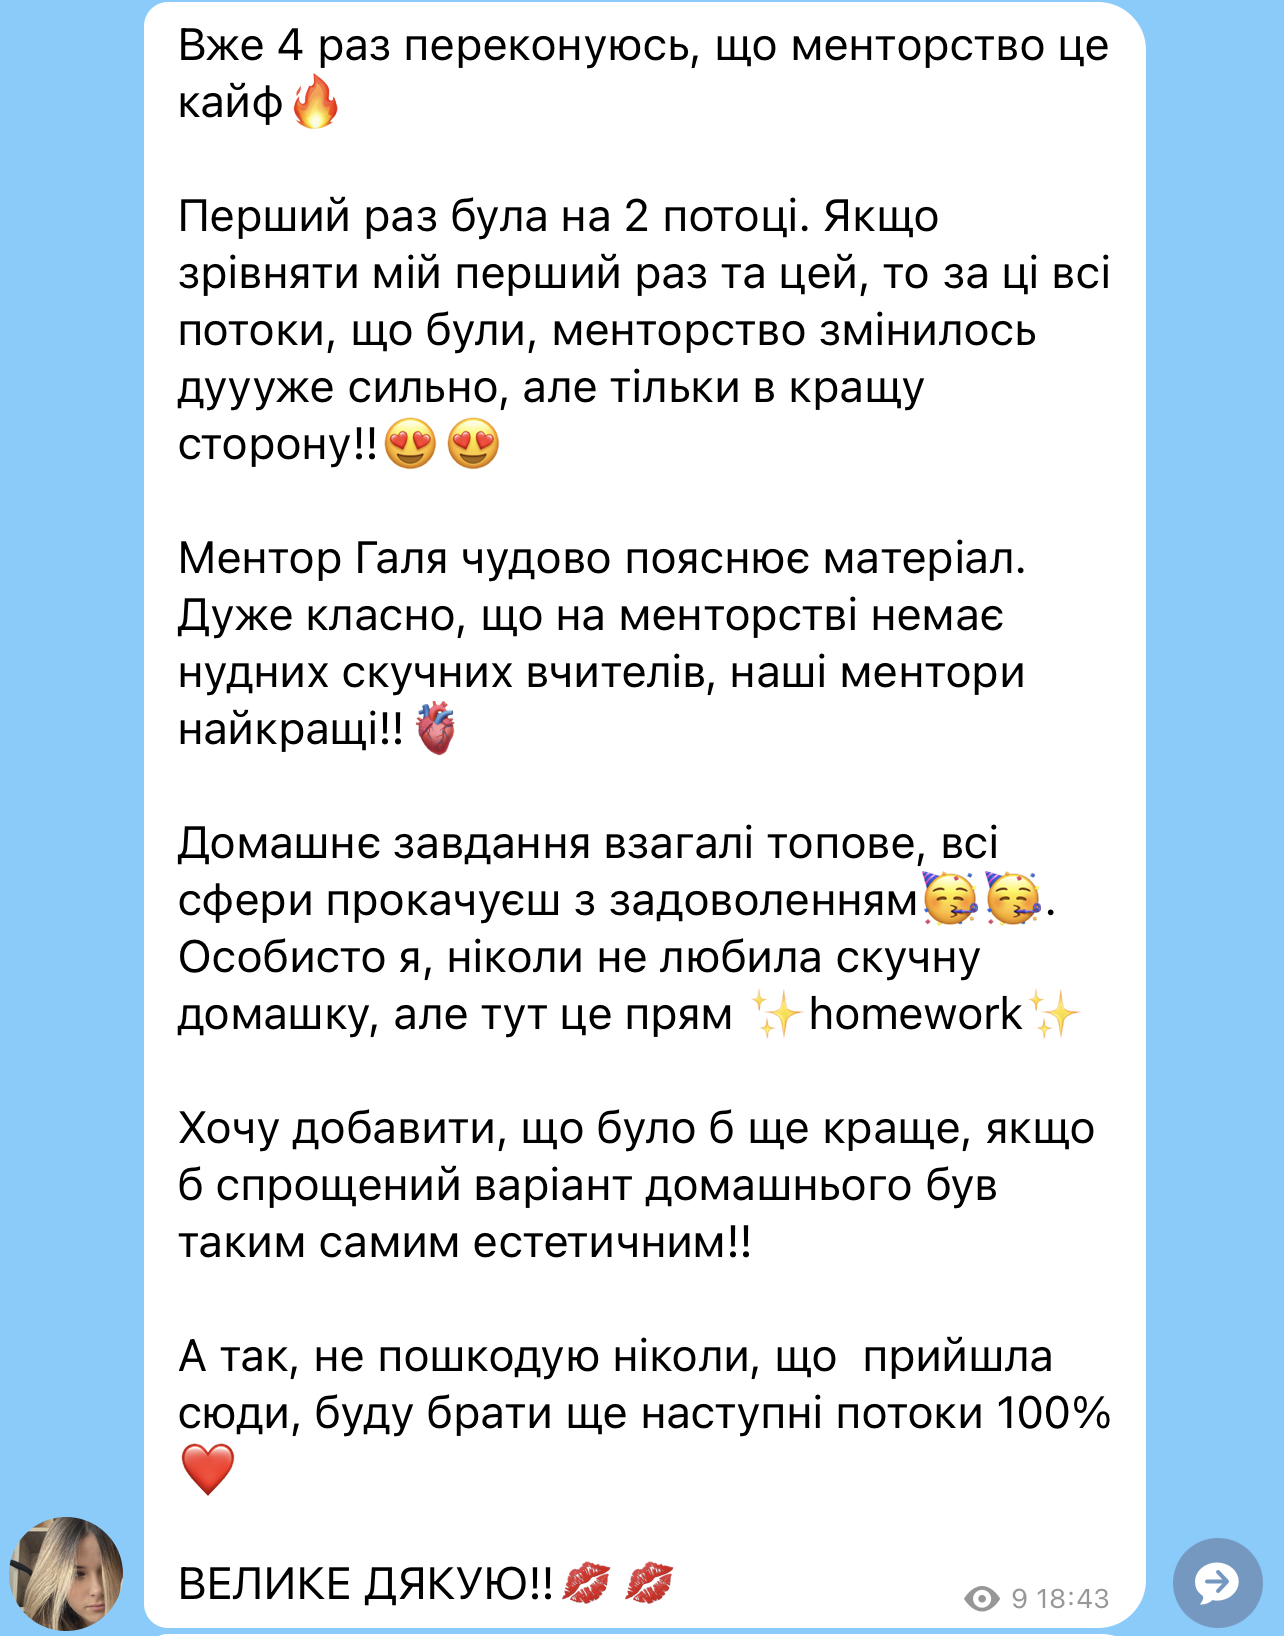 Вже 4 раз переконуюсь, що менторство це
кайф🔥
Перший раз була на 2 потоці. Якщо
зрівняти мій перший раз та цей, то за ці всі
потоки, що були, менторство змінилось
дуууже сильно, але тільки в кращу
сторону!!😍😍
Ментор Галя чудово пояснює матеріал.
Дуже класно, що на менторстві немає
нудних скучних вчителів, наші ментори
найкращі!!🫀
Домашнє завдання взагалі топове, всі
сфери прокачуєш з задоволенням🥳🥳.
Особисто я, ніколи не любила скучну
домашку, але тут це прям ✨homework✨
Хочу добавити, що було б ще краще, якщо
б спрощений варіант домашнього був
таким самим естетичним!!
А так, не пошкодую ніколи, що  прийшла
сюди, буду брати ще наступні потоки 100%
❤️
ВЕЛИКЕ ДЯКУЮ!!💋💋
9 18:43